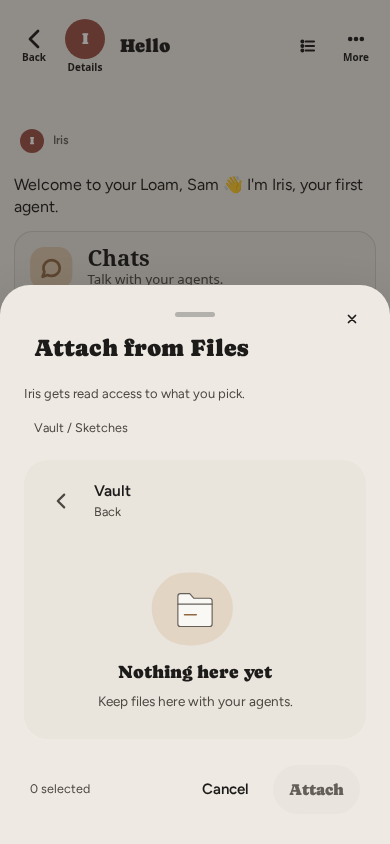 I
Hello
Back
Details
More
I
Iris
Welcome to your Loam, Sam 👋 I'm Iris, your first
agent.
Chats
Talk with your agents.
Attach from Files
Iris gets read access to what you pick.
Vault / Sketches
Vault
Back
Nothing here yet
Keep files here with your agents.
0 selected
Cancel
Attach